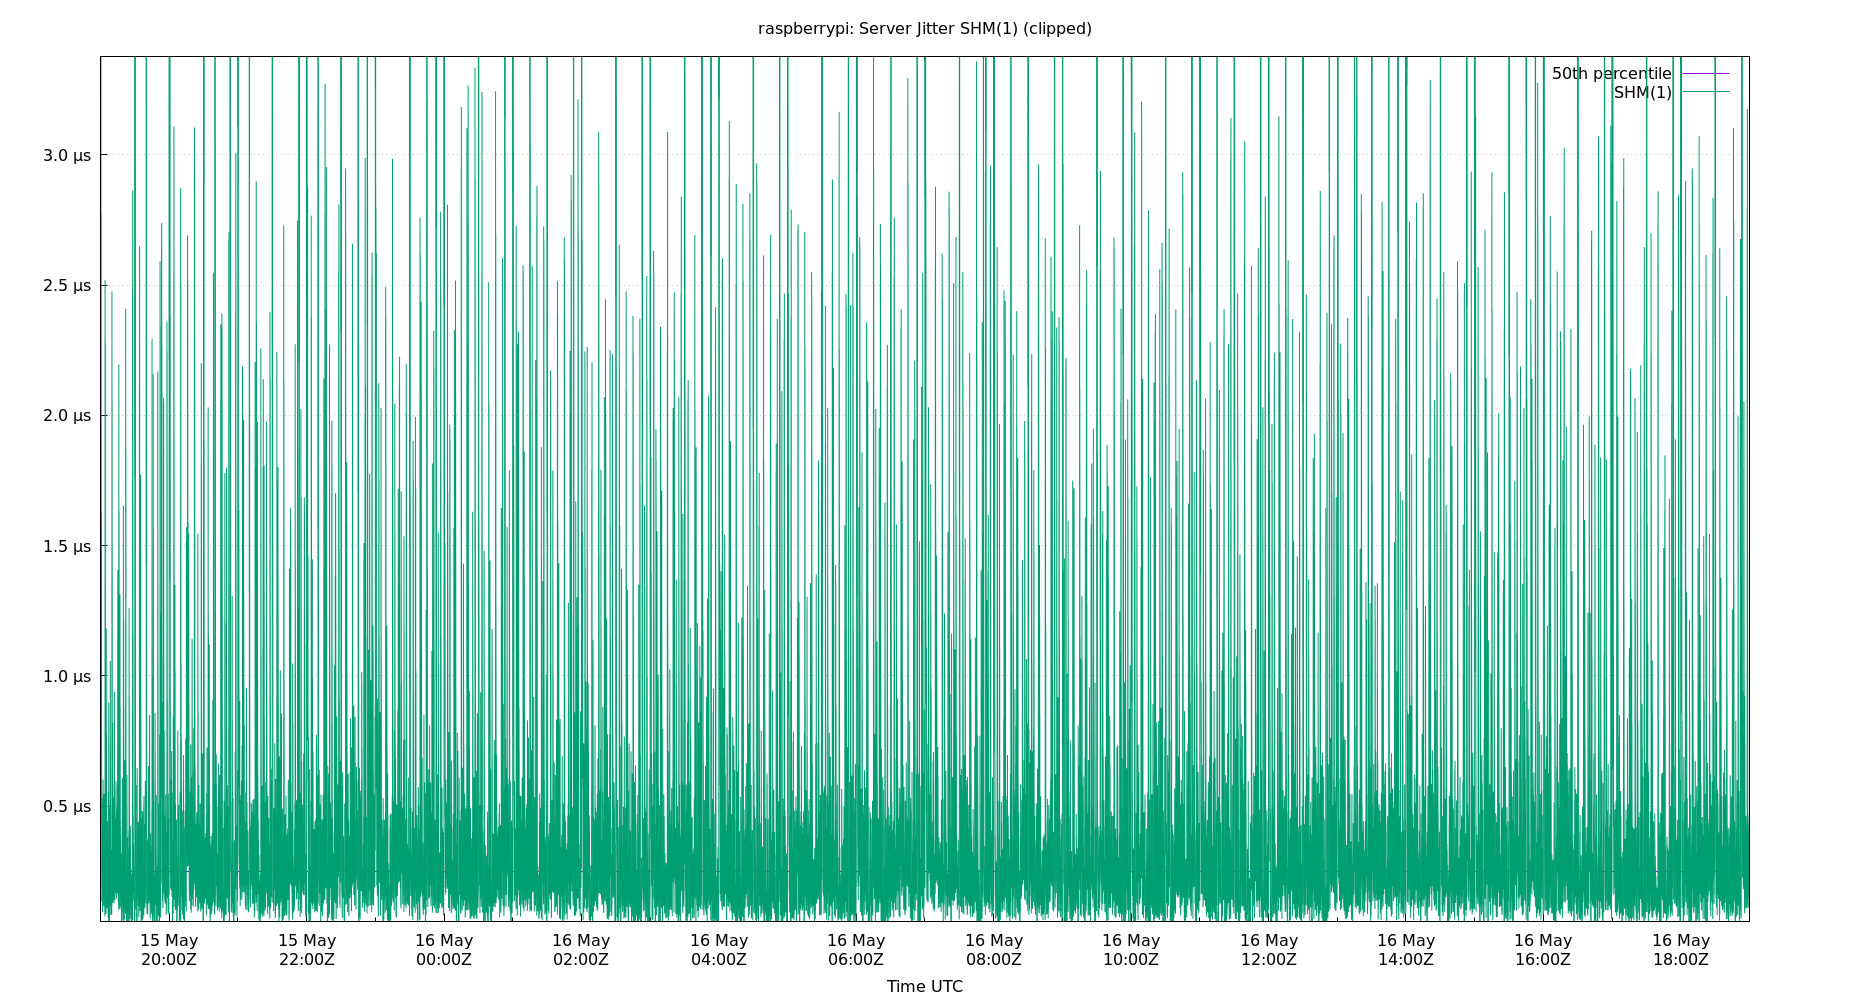 raspberrypi: Server Jitter SHM(1) (clipped)
50th percentile
SHM(1)
3.0 µs
2.5 µs
2.0 µs
1.5 µs
1.0 µs
0.5 µs
15 May 15 May 16 May 16 May 16 May 16 May 16 May 16 May 16 May 16 May 16 May 16 May
20:00Z 22:00Z 00:00Z 02:00Z 04:00Z 06:00Z 08:00Z 10:00Z 12:00Z 14:00Z 16:00Z 18:00Z
Time UTC